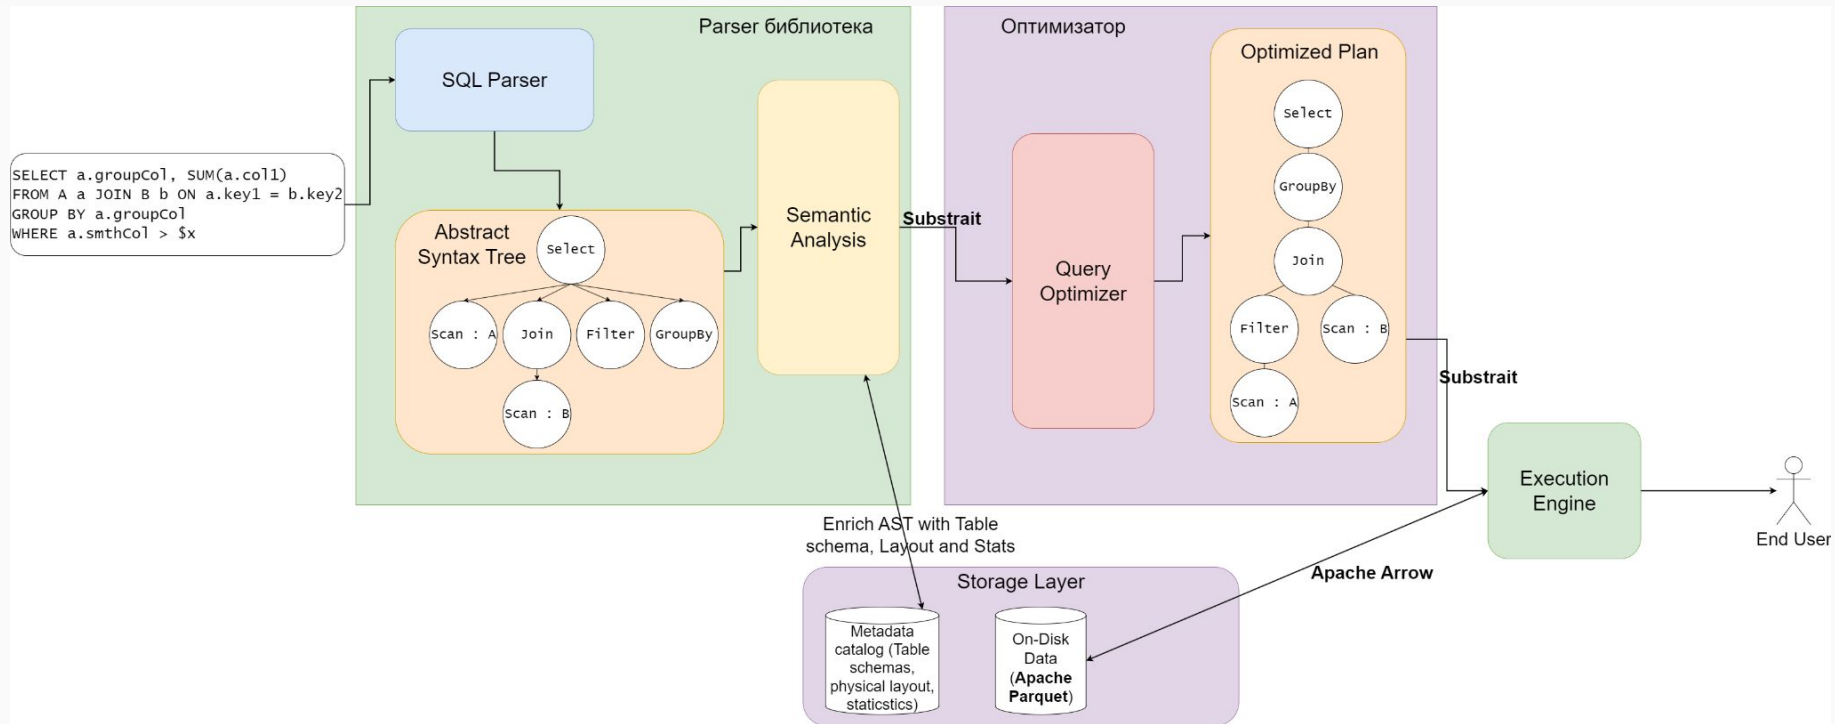 Parser библиотека
Оптимизатор
SQL Parser
Optimized Plan
Select
GroupBy
Join
Filter
Scan : B
Scan : A
SELECT a.groupCol, SUM(a.col1)
FROM A a JOIN B b ON a.key1 = b.key2
GROUP BY a.groupCol
WHERE a.smthCol > $x
Abstract
Syntax Tree
Select
Scan : A
Join
Filter
GroupBy
Scan : B
Semantic
Analysis
Substrait
Query
Optimizer
Substrait
Execution
Engine
End User
Enrich AST with Table
schema, Layout and Stats
Apache Arrow
Storage Layer
Metadata
catalog (Table
schemas,
physical layout,
staticstics)
On-Disk
Data
(Apache
Parquet)